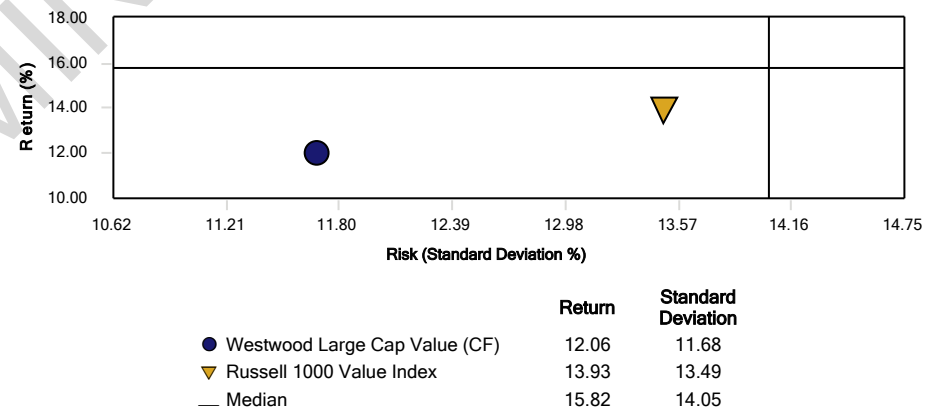 18.00
16.00
14.00
12.00
10.00
Return (%)
10.62 11.21 11.80 12.39 12.98 13.57 14.16 14.75
Risk (Standard Deviation %)
Return Standard Deviation
Westwood Large Cap Value (CF) 12.06 11.68
Russell 1000 Value Index 13.93 13.49
Median 15.82 14.05